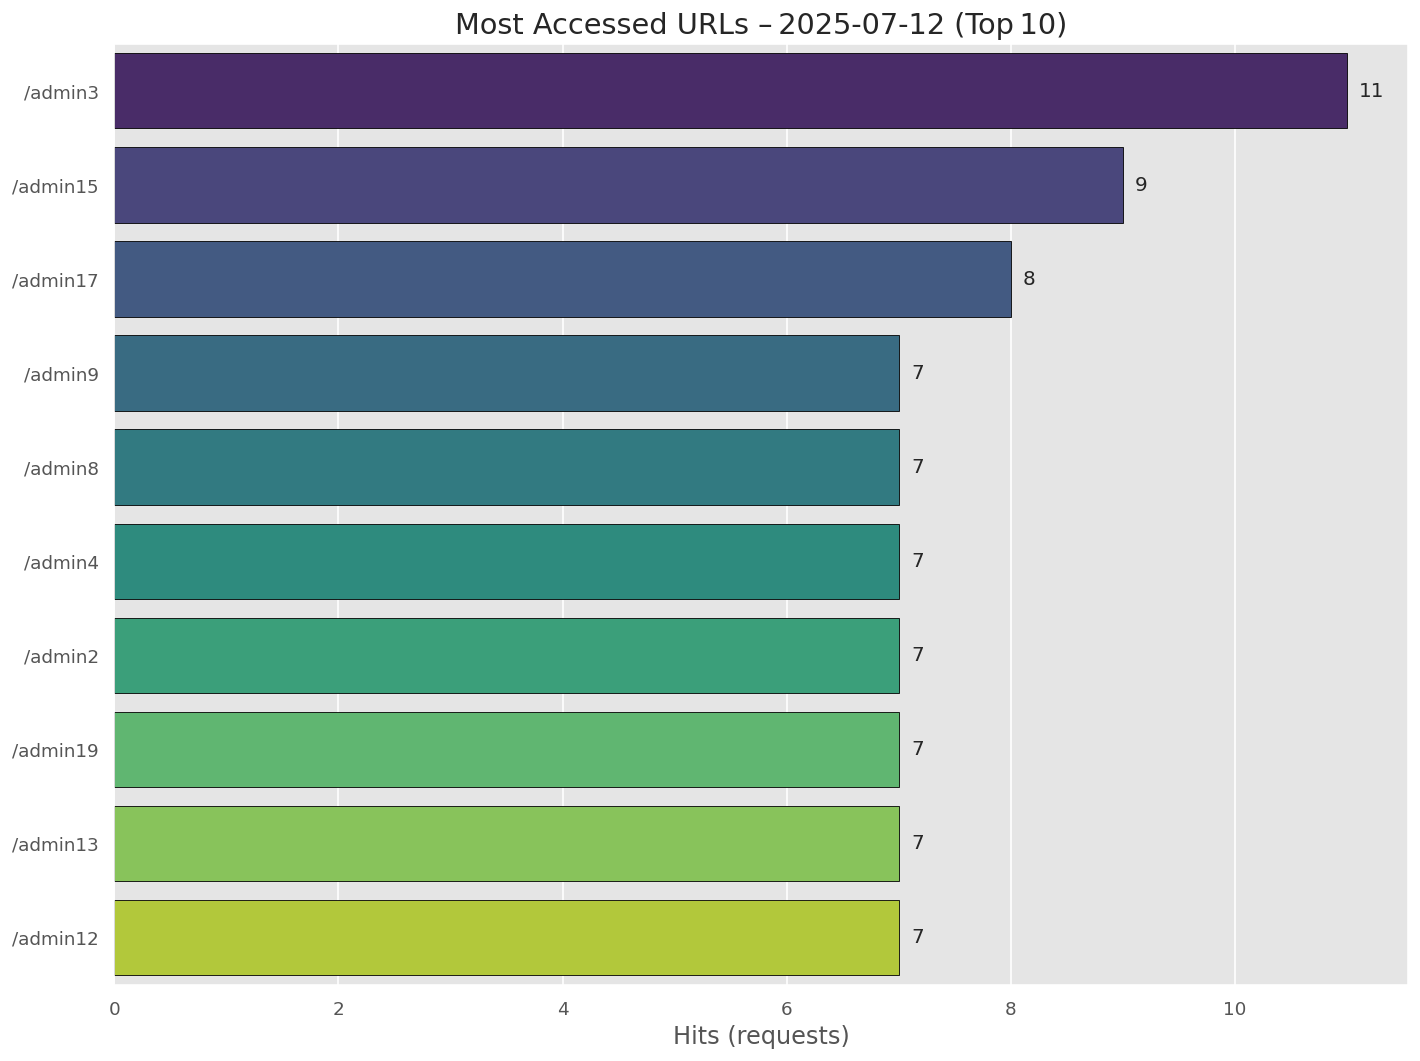 Most Accessed URLs – 2025-07-12 (Top 10)
/admin3
11
/admin15
9
/admin17
8
/admin9
7
/admin8
7
/admin4
7
/admin2
7
/admin19
7
/admin13
7
/admin12
7
0 2 4 6 8 10
Hits (requests)